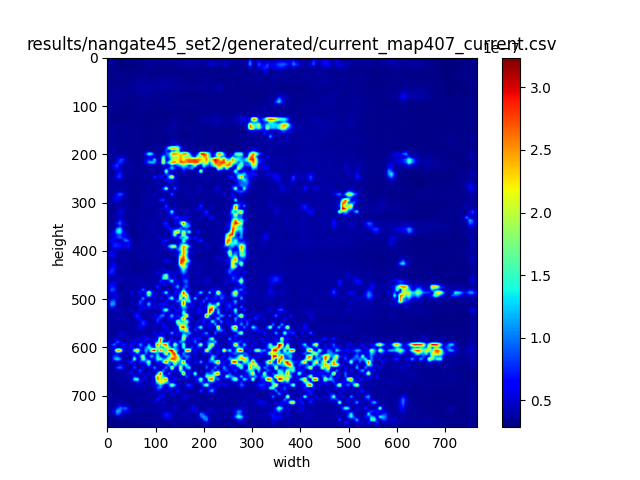 results/nangate45_set2/generated/current_map407_current.csv
1e−7
0
100
200
300
400
500
600
700
height
0 100 200 300 400 500 600 700
width
3.0
2.5
2.0
1.5
1.0
0.5